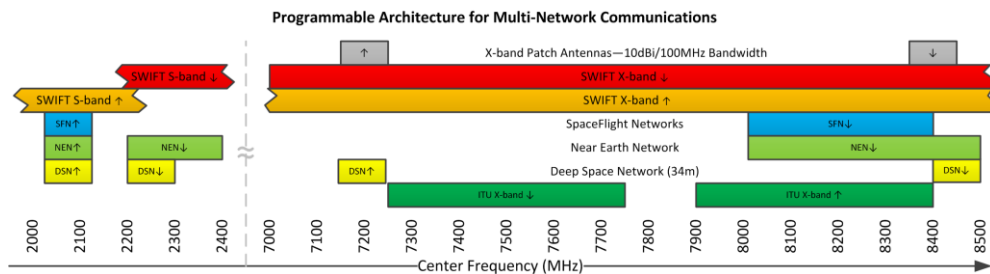 Programmable Architecture for Multi-Network Communications
↑ X-band Patch Antennas—10dBi/100MHz Bandwidth ↓
SWIFT S-band ↓ SWIFT X-band ↓
SWIFT S-band ↑ SWIFT X-band ↑
SFN↑ SpaceFlight Networks SFN↓
NEN↑ NEN↓ Near Earth Network NEN↓
DSN↑ DSN↓ DSN↑ Deep Space Network (34m) DSN↓
ITU X-band ↓ ITU X-band ↑
2000 2100 2200 2300 2400 7000 7100 7200 7300 7400 7500 7600 7700 7800 7900 8000 8100 8200 8300 8400 8500
Center Frequency (MHz)